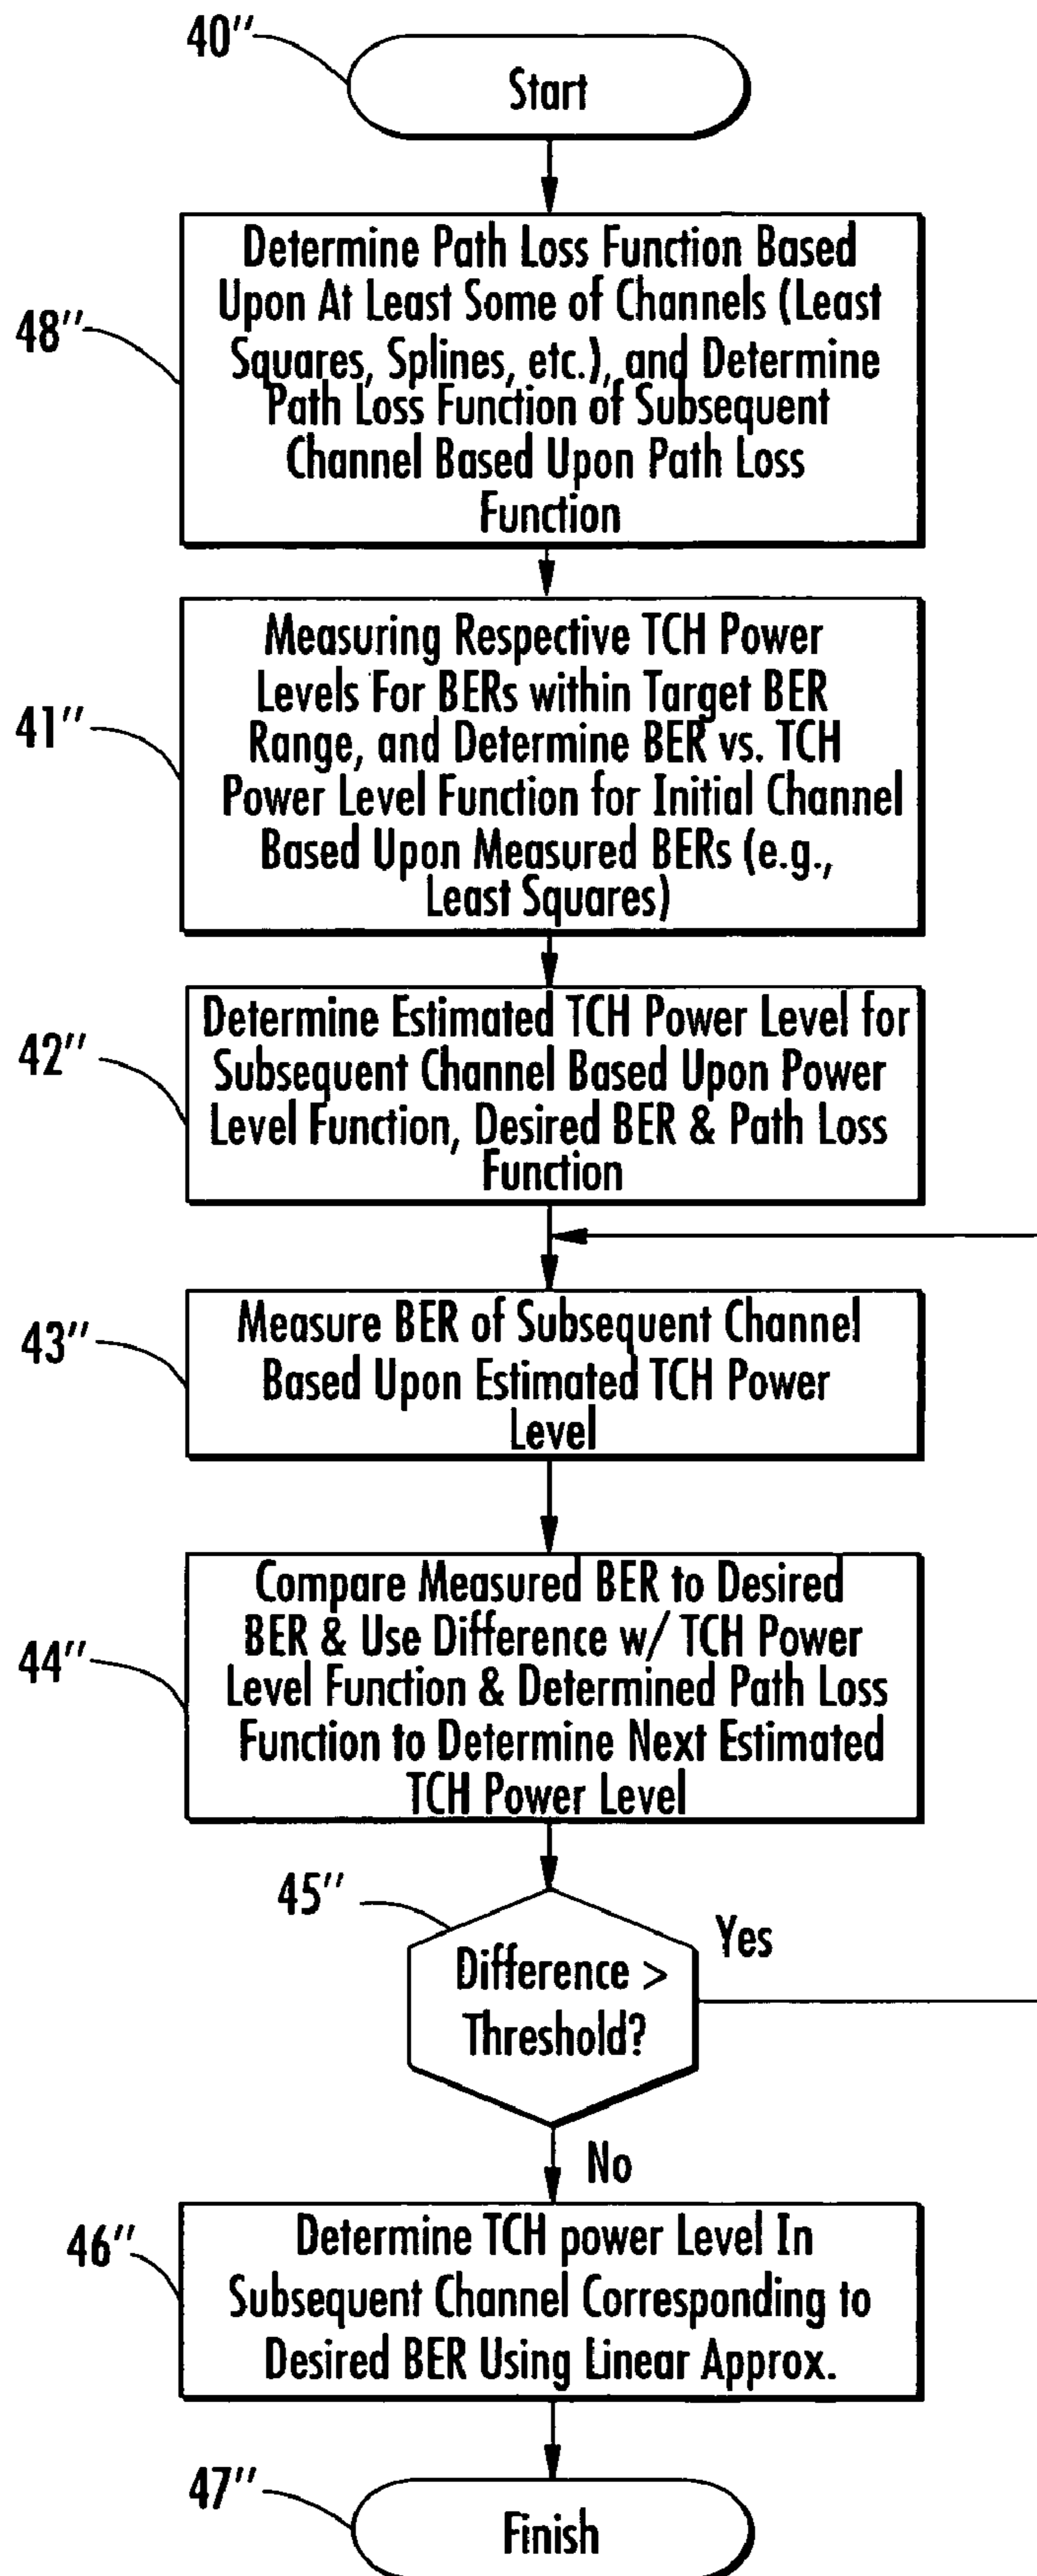 40''
Start
48''
Determine Path Loss Function Based
Upon At Least Some of Channels (Least
Squares, Splines, etc.), and Determine
Path Loss Function of Subsequent
Channel Based Upon Path Loss
Function
41''
Measuring Respective TCH Power
Levels For BERs within Target BER
Range, and Determine BER vs. TCH
Power Level Function for Initial Channel
Based Upon Measured BERs (e.g.,
Least Squares)
42''
Determine Estimated TCH Power Level for
Subsequent Channel Based Upon Power
Level Function, Desired BER & Path Loss
Function
43''
Measure BER of Subsequent Channel
Based Upon Estimated TCH Power
Level
44''
Compare Measured BER to Desired
BER & Use Difference w/ TCH Power
Level Function & Determined Path Loss
Function to Determine Next Estimated
TCH Power Level
45''
Difference >
Threshold?
Yes
No
46''
Determine TCH power Level In
Subsequent Channel Corresponding to
Desired BER Using Linear Approx.
47''
Finish